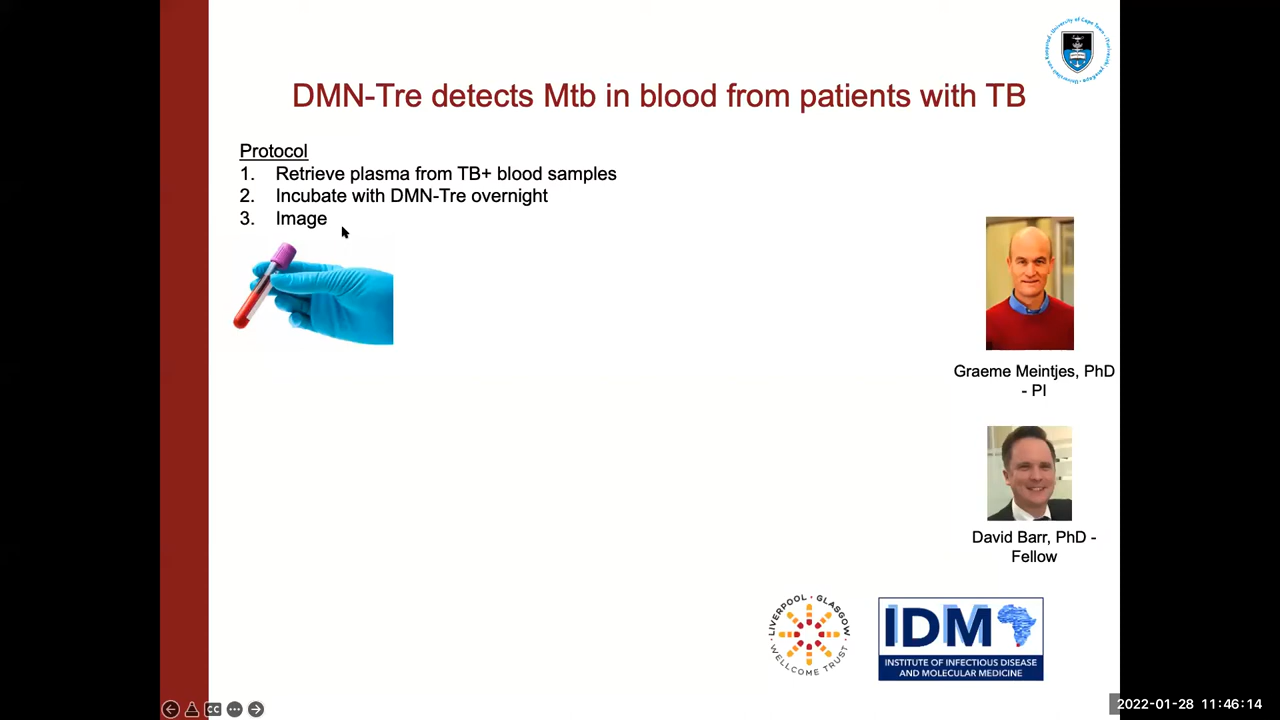 DMN-Tre detects Mtb in blood from patients with TB
Protocol
1. Retrieve plasma from TB+ blood samples
2. Incubate with DMN-Tre overnight
3. Image
Graeme Meintjes, PhD
- PI
David Barr, PhD -
Fellow
LIVERPOOL · GLASGOW
WELLCOME TRUST
IDM
INSTITUTE OF INFECTIOUS DISEASE
AND MOLECULAR MEDICINE
CC
2022-01-28 11:46:14